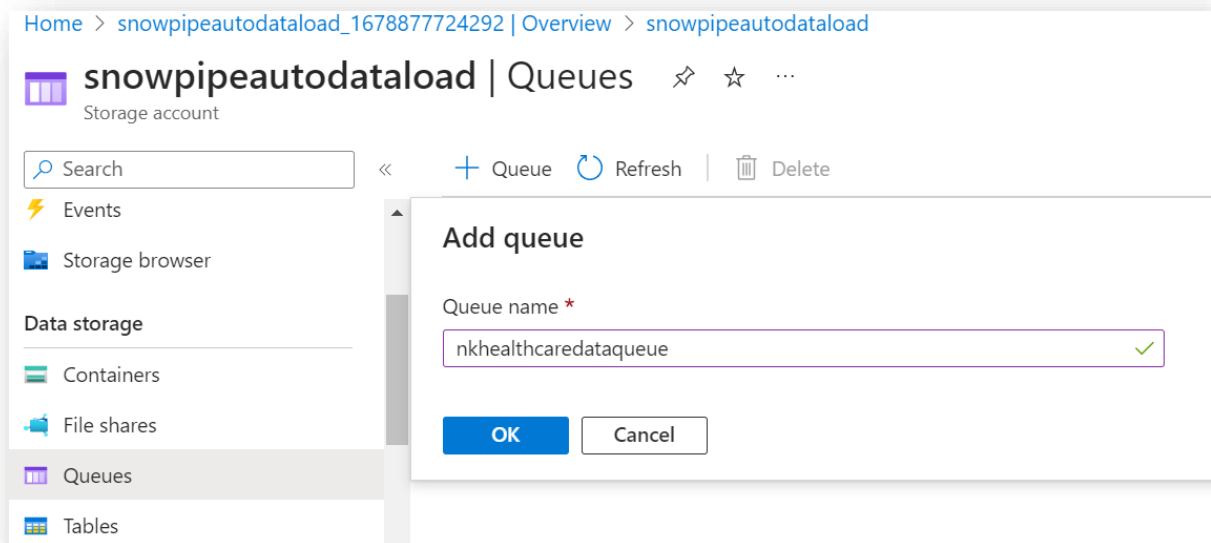 Home > snowpipeautodataload_1678877724292 | Overview > snowpipeautodataload
snowpipeautodataload | Queues ...
Storage account
Search
«
+ Queue Refresh | Delete
Events
Storage browser
Data storage
Containers
File shares
Queues
Tables
Add queue
Queue name *
nkhealthcaredataqueue
OK Cancel